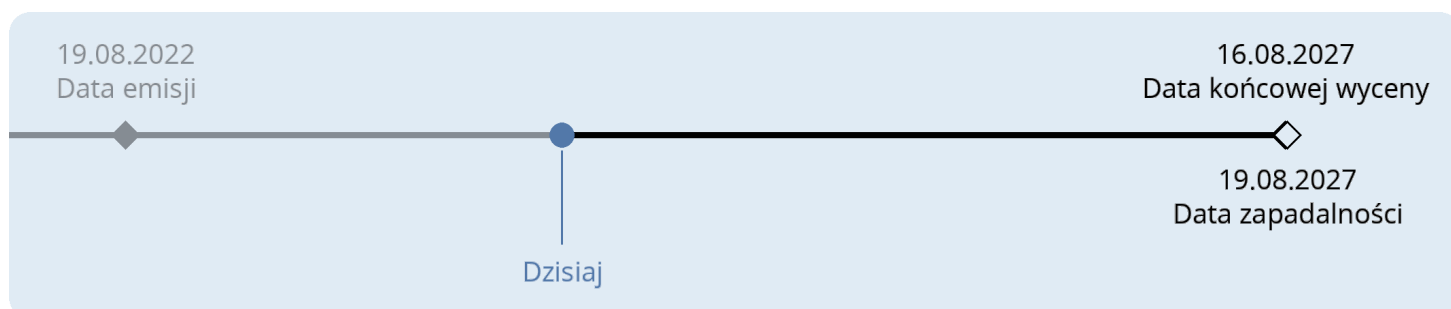 19.08.2022
Data emisji
16.08.2027
Data końcowej wyceny
19.08.2027
Data zapadalności
Dzisiaj